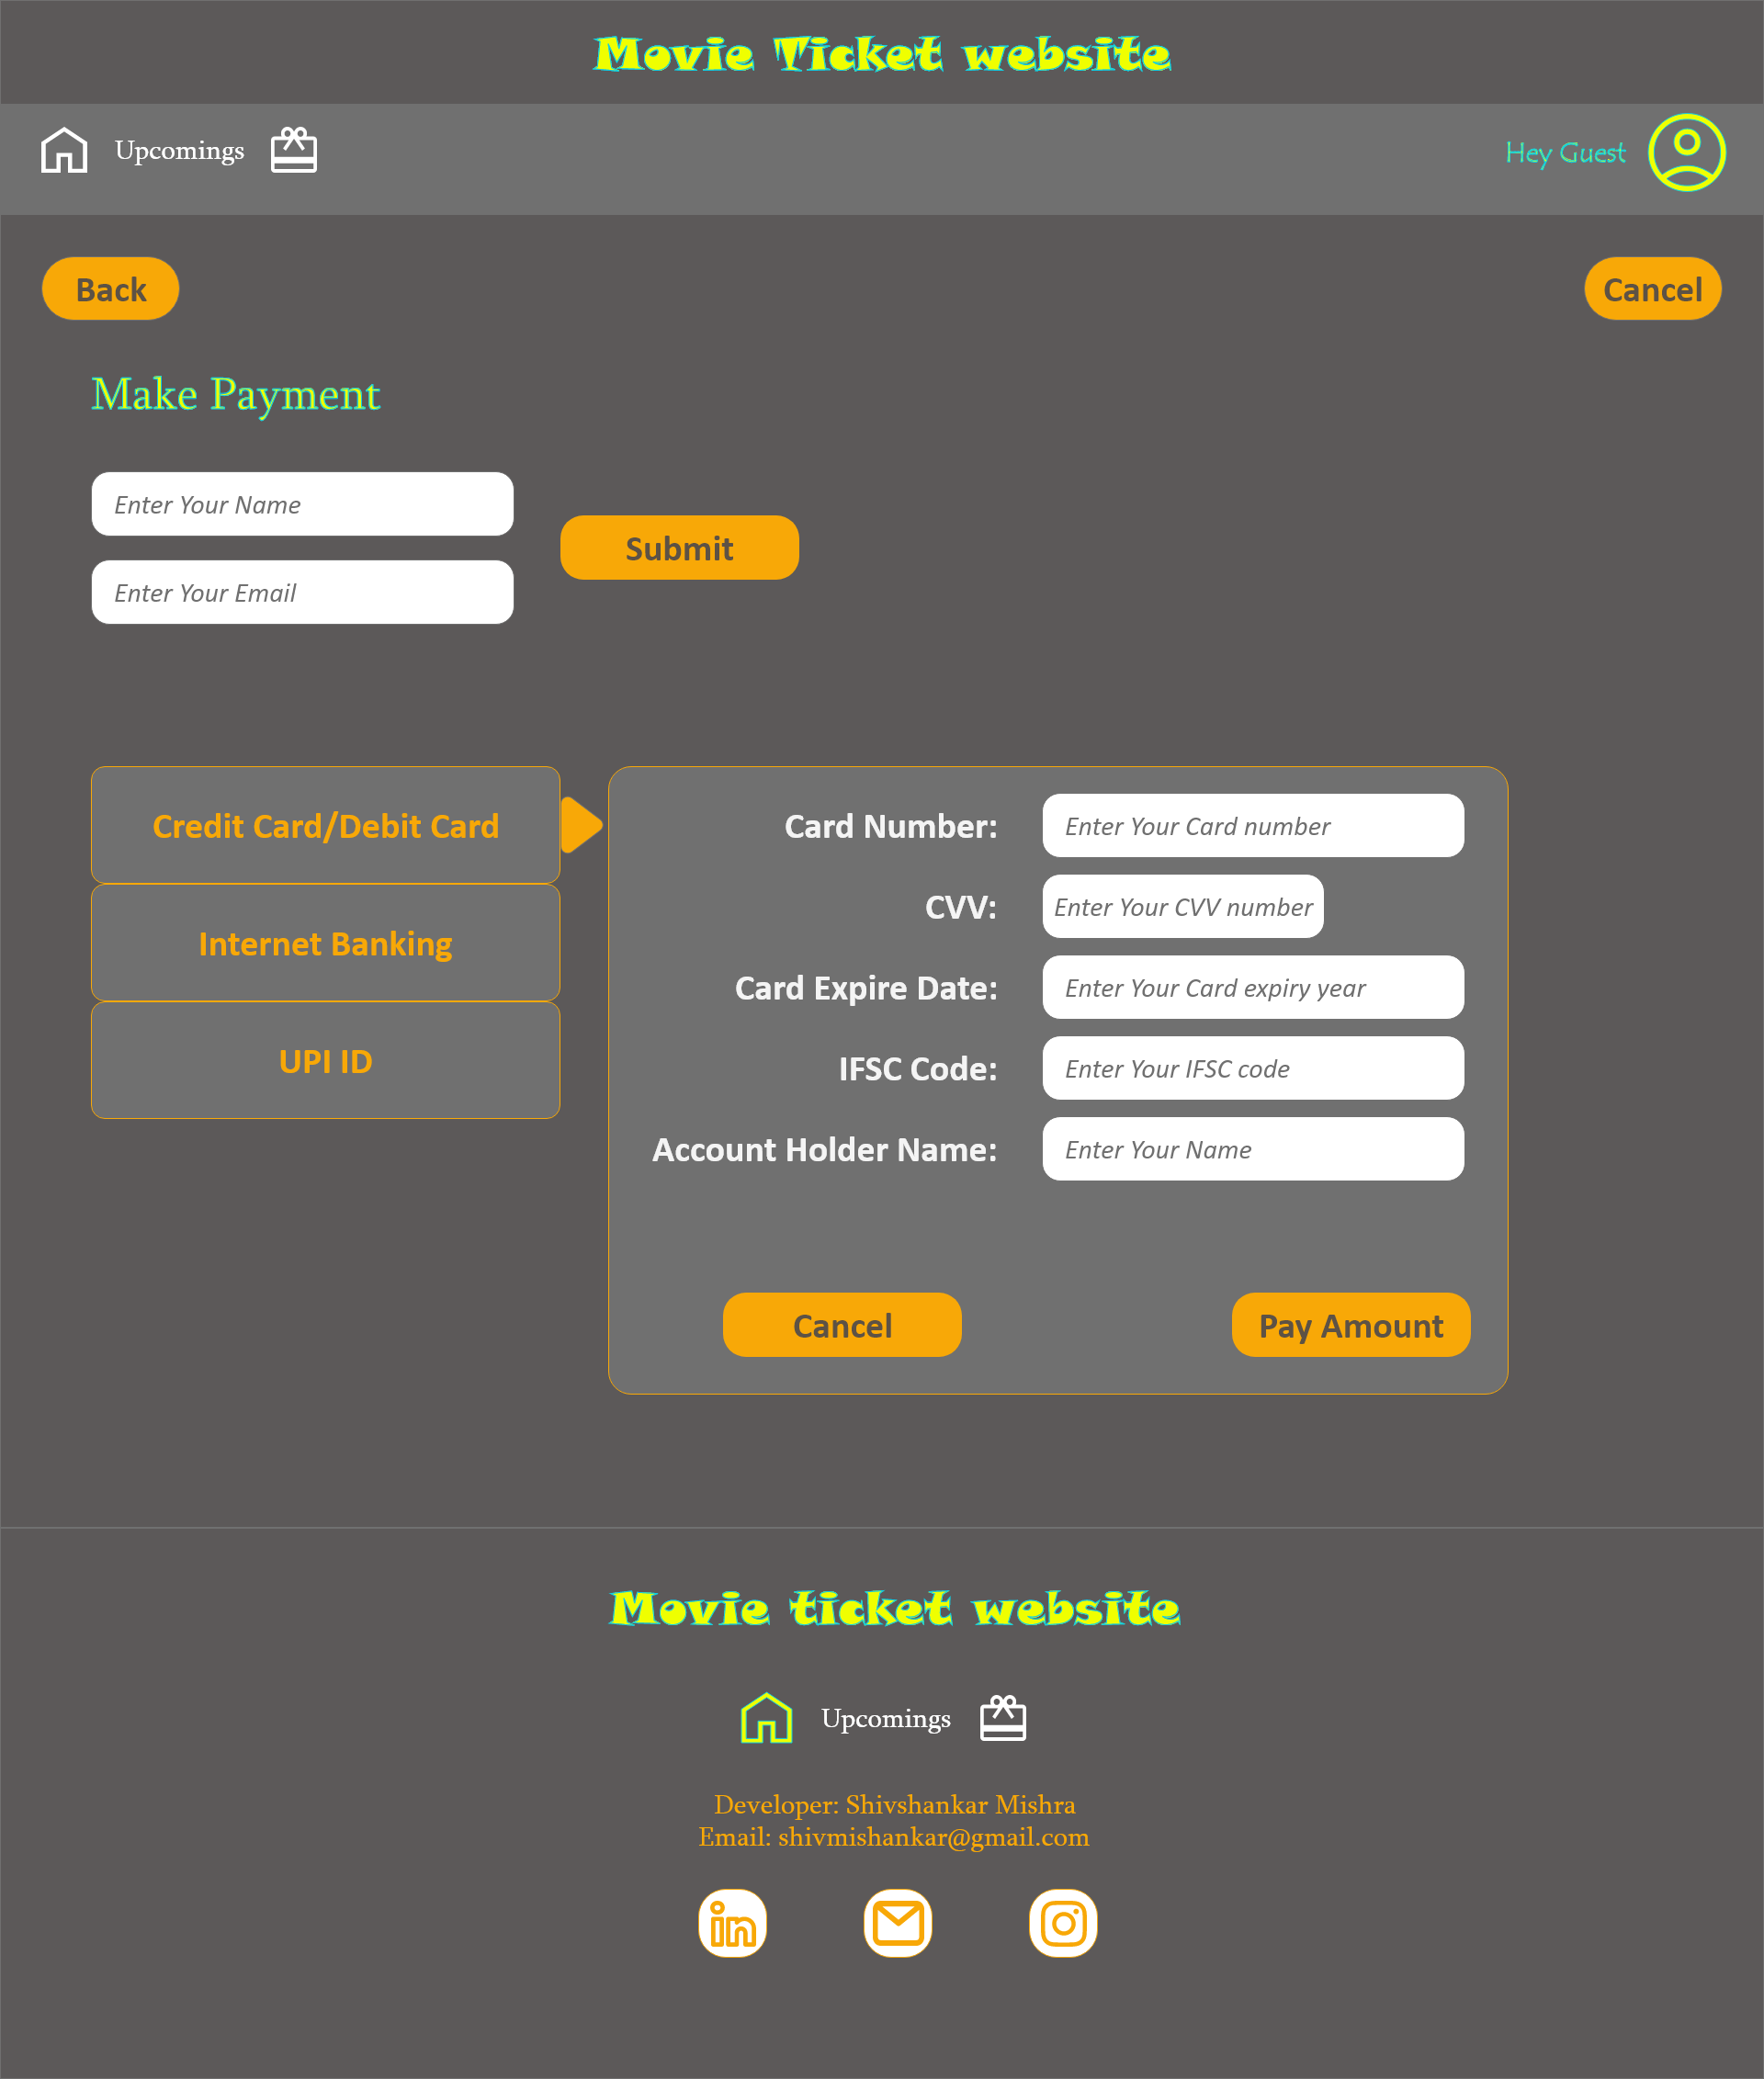 Movie Ticket website
Upcomings
Hey Guest
Back
Cancel
Make Payment
Enter Your Name
Submit
Enter Your Email
Credit Card/Debit Card
Internet Banking
UPI ID
Card Number:
Enter Your Card number
CVV:
Enter Your CVV number
Card Expire Date:
Enter Your Card expiry year
IFSC Code:
Enter Your IFSC code
Account Holder Name:
Enter Your Name
Cancel
Pay Amount
Movie ticket website
Upcomings
Developer: Shivshankar Mishra
Email: shivmishankar@gmail.com
in